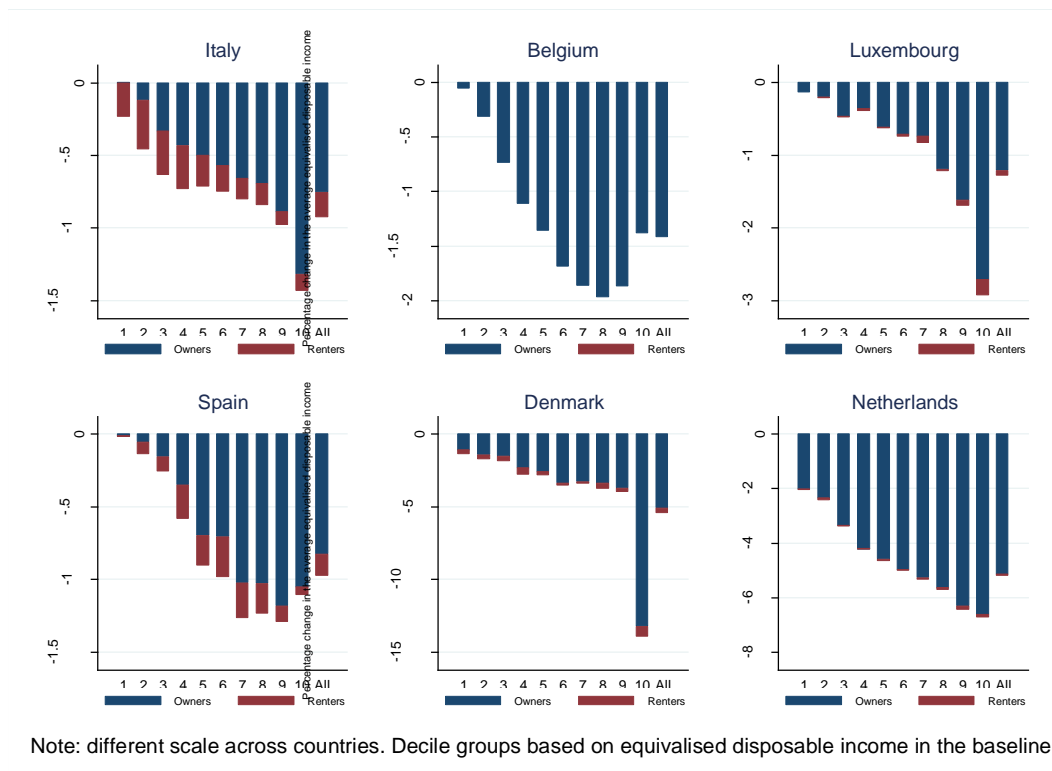 Italy
0
-.5
-1
-1.5
1 2 3 4 5 6 7 8 9 10 All
Owners Renters
Percentage change in the average equivalised disposable income
Belgium
0
-.5
-1
-1.5
-2
1 2 3 4 5 6 7 8 9 10 All
Owners Renters
Luxembourg
0
-1
-2
-3
1 2 3 4 5 6 7 8 9 10 All
Owners Renters
Spain
0
-.5
-1
-1.5
1 2 3 4 5 6 7 8 9 10 All
Owners Renters
Percentage change in the average equivalised disposable income
Denmark
0
-5
-10
-15
1 2 3 4 5 6 7 8 9 10 All
Owners Renters
Netherlands
0
-2
-4
-6
-8
1 2 3 4 5 6 7 8 9 10 All
Owners Renters
Note: different scale across countries. Decile groups based on equivalised disposable income in the baseline